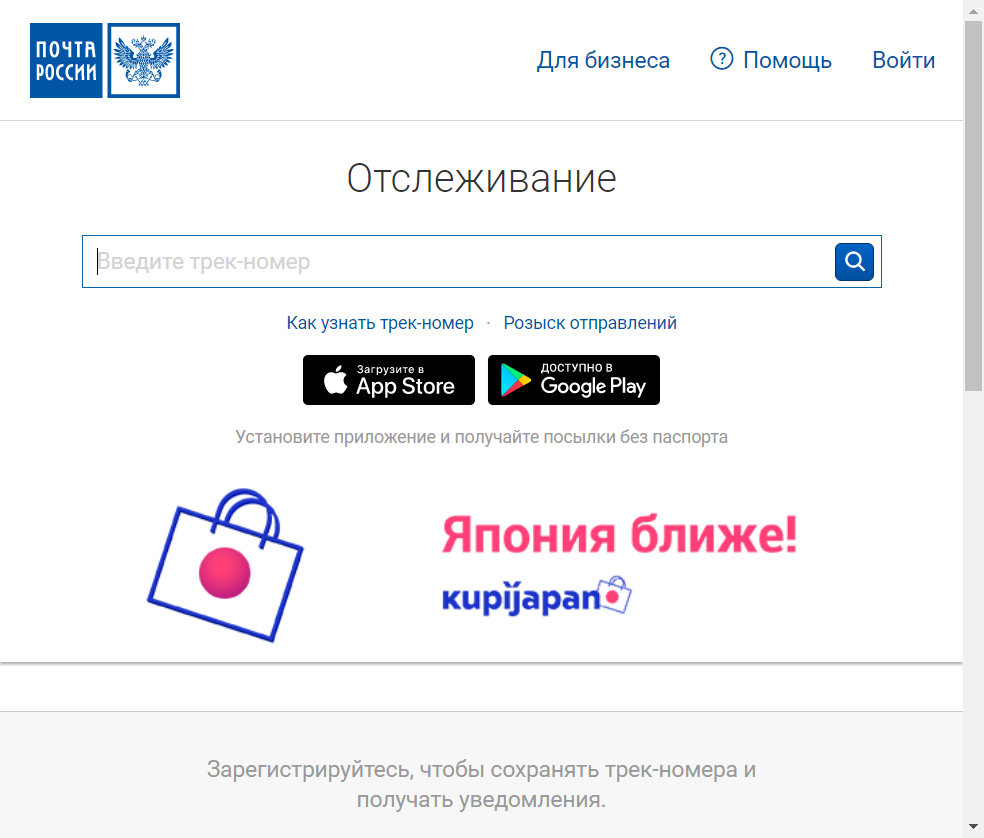 ПОЧТА
РОССИИ
Для бизнеса
? Помощь
Войти
Отслеживание
Введите трек-номер
Как узнать трек-номер · Розыск отправлений
Загрузите в
App Store
ДОСТУПНО В
Google Play
Установите приложение и получайте посылки без паспорта
Япония ближе!
кupĭjapan
Зарегистрируйтесь, чтобы сохранять трек-номера и
получать уведомления.